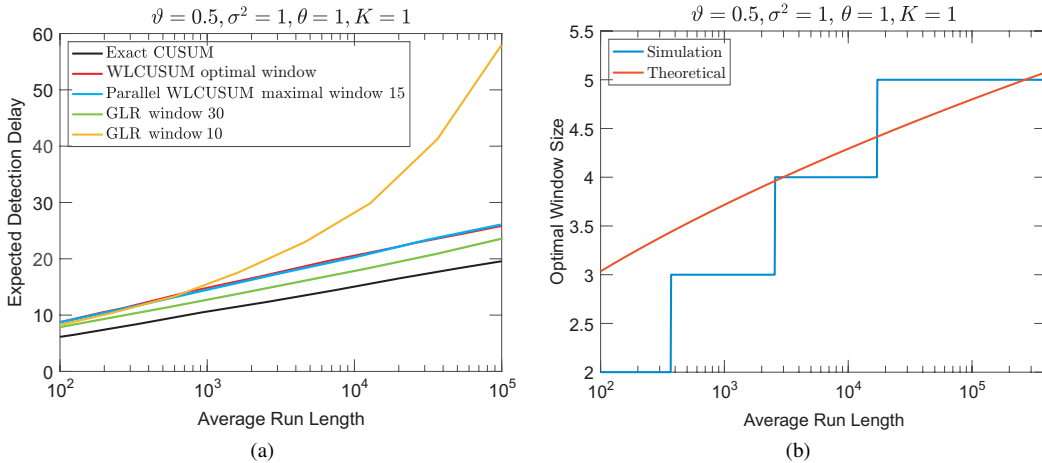 ϑ = 0.5, σ² = 1, θ = 1, K = 1
60
50
40
30
20
10
0
Expected Detection Delay
Exact CUSUM
WLCUSUM optimal window
Parallel WLCUSUM maximal window 15
GLR window 30
GLR window 10
10² 10³ 10⁴ 10⁵
Average Run Length
(a)
ϑ = 0.5, σ² = 1, θ = 1, K = 1
5.5
5
4.5
4
3.5
3
2.5
2
Optimal Window Size
Simulation
Theoretical
10² 10³ 10⁴ 10⁵
Average Run Length
(b)